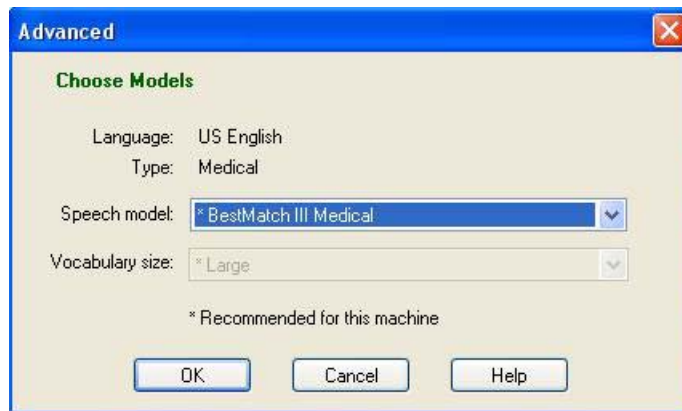 Advanced
Choose Models
Language: US English
Type: Medical
Speech model: * BestMatch III Medical
Vocabulary size: * Large
* Recommended for this machine
OK Cancel Help